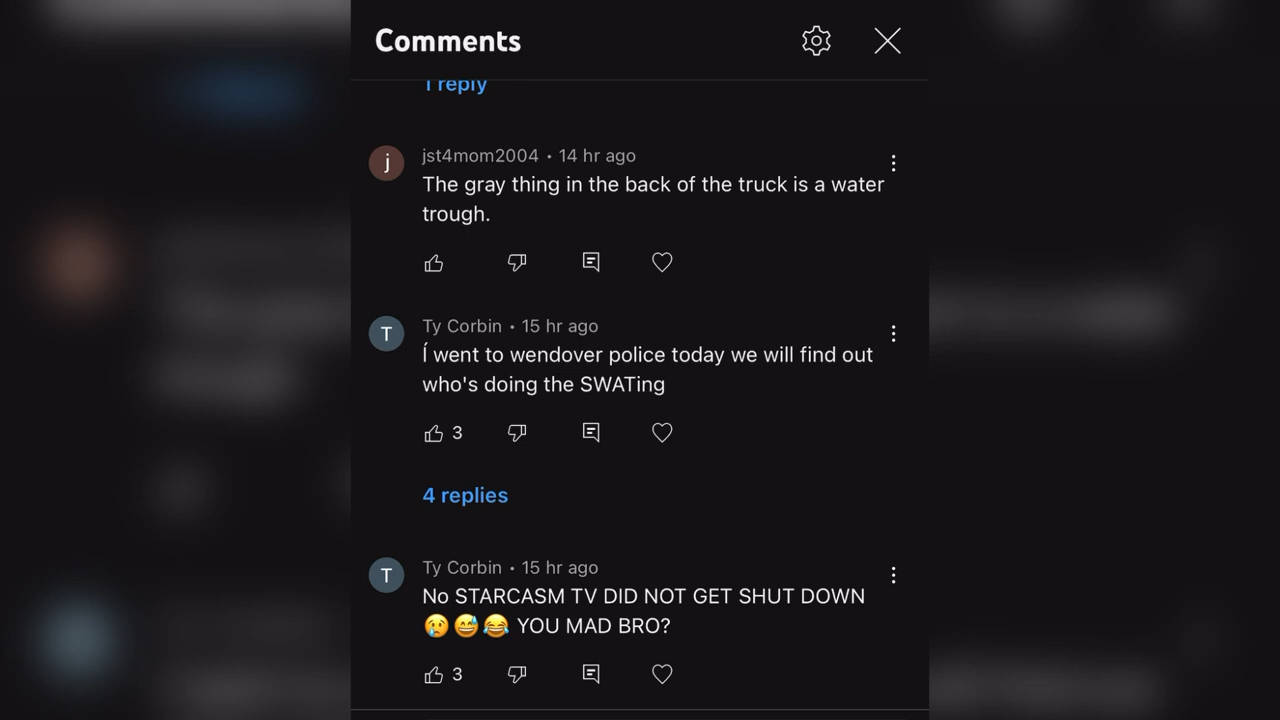 Comments
1 reply
j
jst4mom2004 • 14 hr ago
The gray thing in the back of the truck is a water
trough.
T
Ty Corbin • 15 hr ago
Í went to wendover police today we will find out
who's doing the SWATing
3
4 replies
T
Ty Corbin • 15 hr ago
No STARCASM TV DID NOT GET SHUT DOWN
😢😅😂 YOU MAD BRO?
3